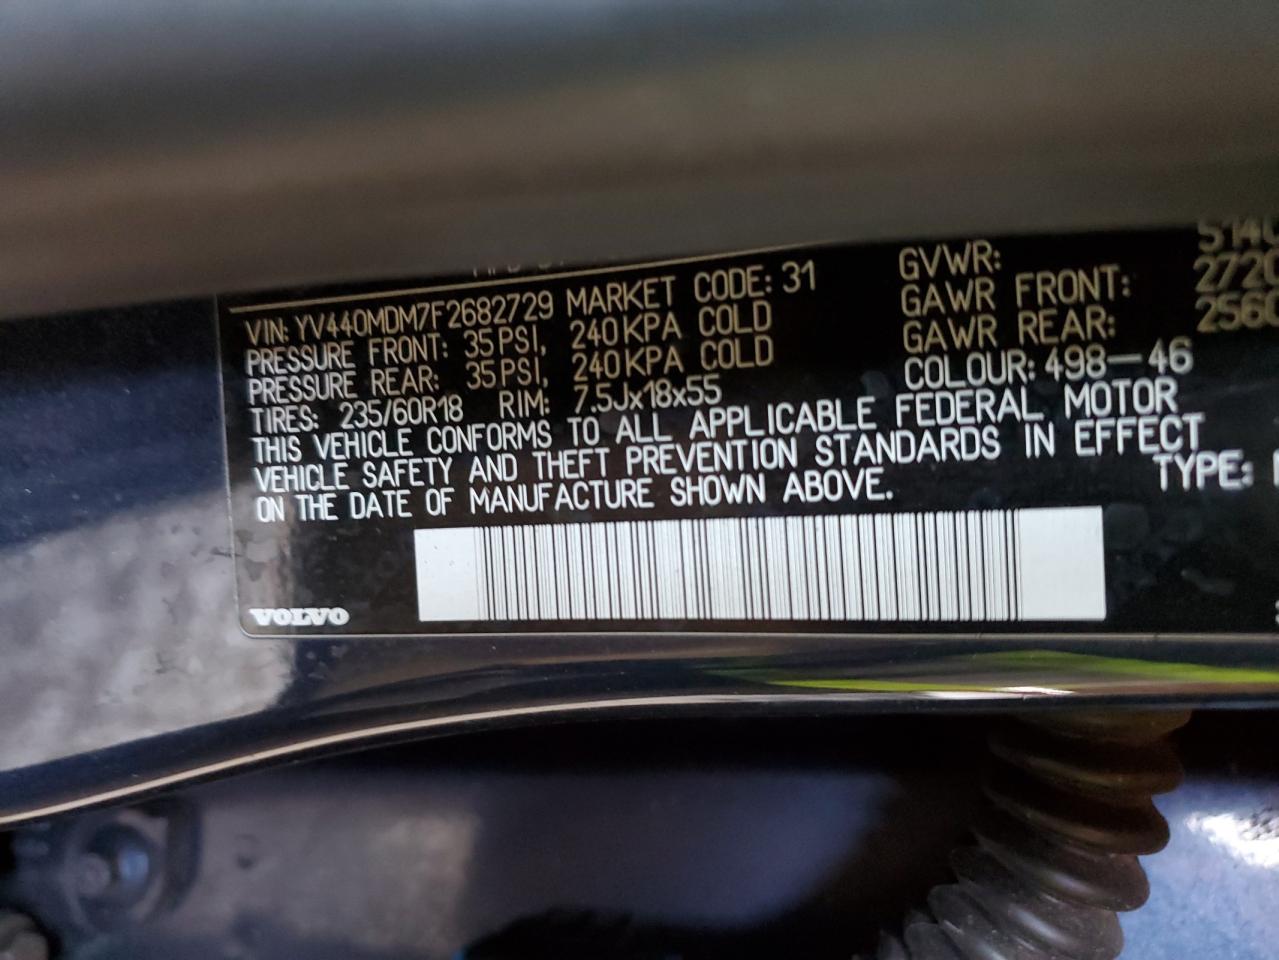 VIN: YV440MDM7F2682729 MARKET CODE: 31
PRESSURE FRONT: 35 PSI, 240 KPA COLD
PRESSURE REAR: 35 PSI, 240 KPA COLD
TIRES: 235/60R18 RIM: 7.5Jx18x55
GVWR: 
GAWR FRONT: 
GAWR REAR: 
COLOUR: 498-46
THIS VEHICLE CONFORMS TO ALL APPLICABLE FEDERAL MOTOR
VEHICLE SAFETY AND THEFT PREVENTION STANDARDS IN EFFECT
ON THE DATE OF MANUFACTURE SHOWN ABOVE.
TYPE:
VOLVO